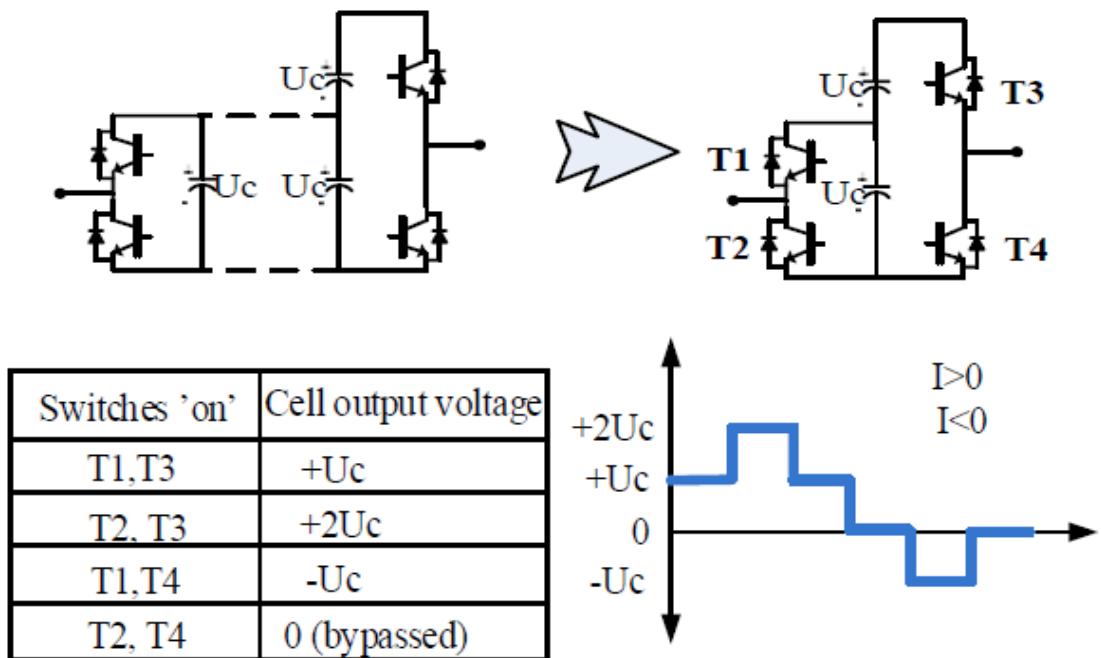 Uc
Uc
Uc
Uc
T3
T1
Uc
T2
T4
Switches 'on' Cell output voltage
T1,T3 +Uc
T2, T3 +2Uc
T1,T4 -Uc
T2, T4 0 (bypassed)
I>0
I<0
+2Uc
+Uc
0
-Uc